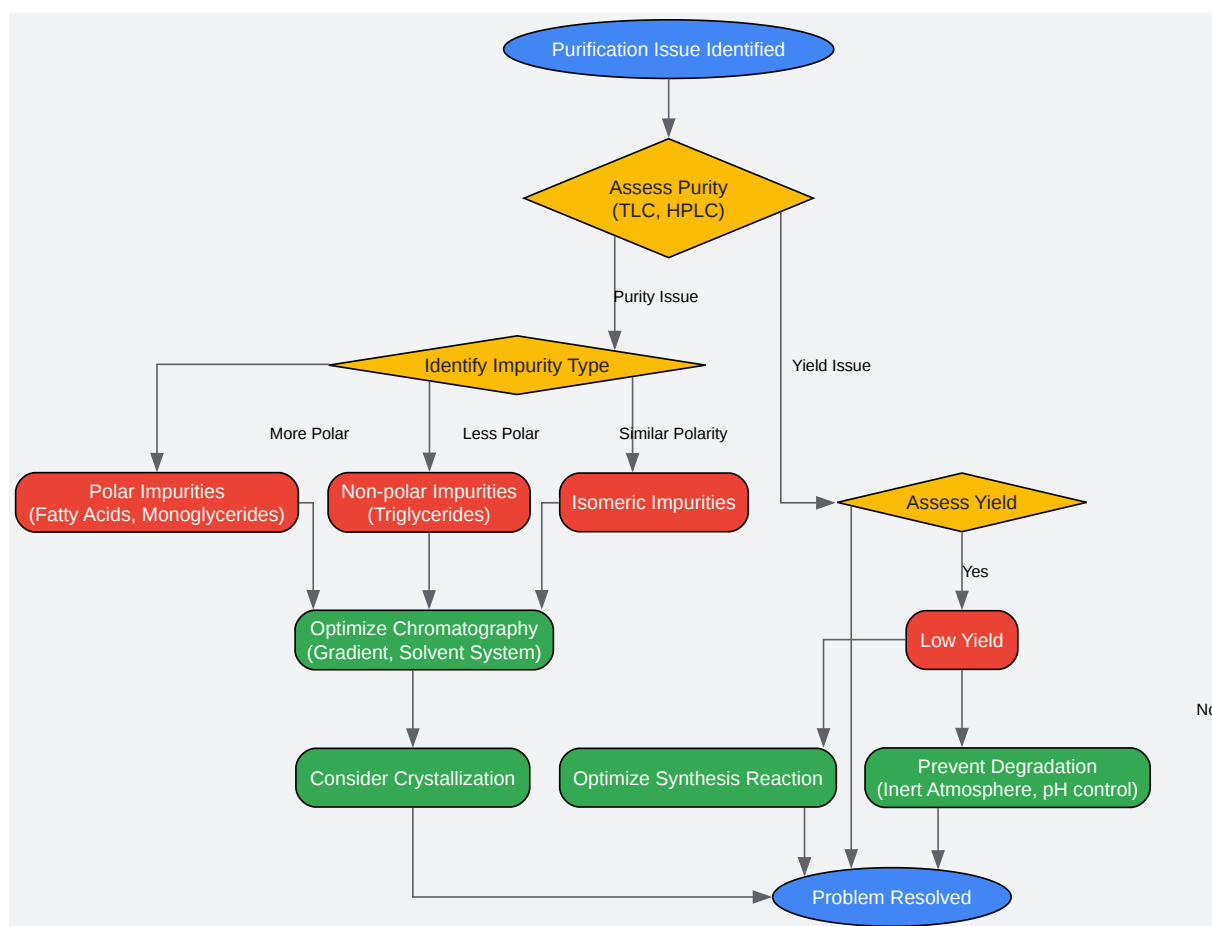 Purification Issue Identified
Assess Purity
(TLC, HPLC)
Purity Issue
Identify Impurity Type
Yield Issue
More Polar
Less Polar
Similar Polarity
Polar Impurities
(Fatty Acids, Monoglycerides)
Non-polar Impurities
(Triglycerides)
Isomeric Impurities
Assess Yield
Yes
Optimize Chromatography
(Gradient, Solvent System)
Low Yield
No
Consider Crystallization
Optimize Synthesis Reaction
Prevent Degradation
(Inert Atmosphere, pH control)
Problem Resolved